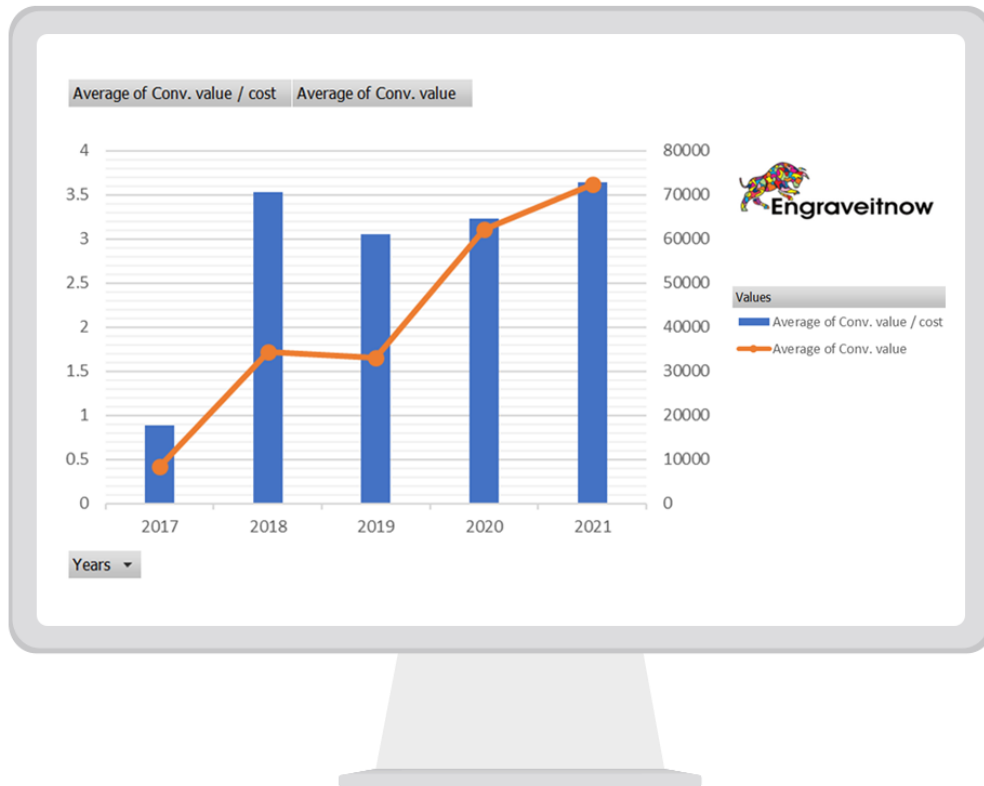 Average of Conv. value / cost Average of Conv. value
4
3.5
3
2.5
2
1.5
1
0.5
0
80000
70000
60000
50000
40000
30000
20000
10000
0
2017 2018 2019 2020 2021
Engraveitnow
Values
Average of Conv. value / cost
Average of Conv. value
Years